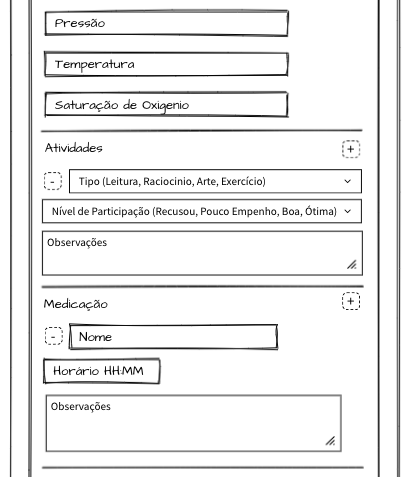 Pressão
Temperatura
Saturação de Oxigenio
Atividades +
- Tipo (Leitura, Raciocinio, Arte, Exercício)
Nível de Participação (Recusou, Pouco Empenho, Boa, Ótima)
Observações
Medicação +
- Nome
Horário HH:MM
Observações